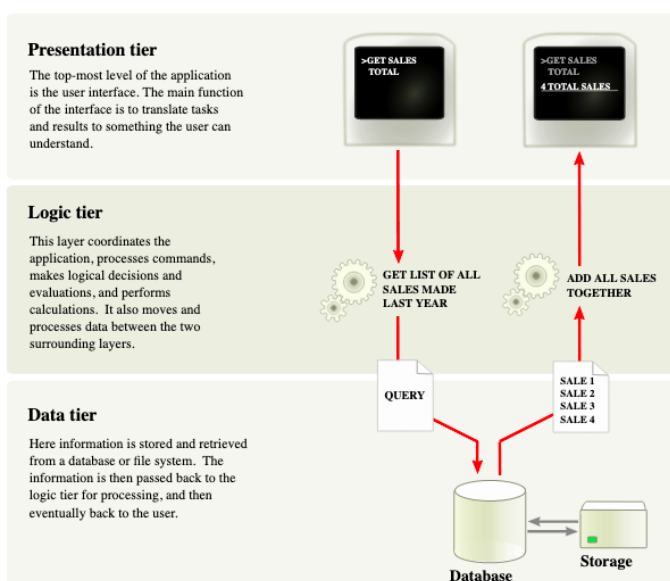 Presentation tier
The top-most level of the application
is the user interface. The main function
of the interface is to translate tasks
and results to something the user can
understand.
>GET SALES
TOTAL
>GET SALES
TOTAL
4 TOTAL SALES
Logic tier
This layer coordinates the
application, processes commands,
makes logical decisions and
evaluations, and performs
calculations. It also moves and
processes data between the two
surrounding layers.
GET LIST OF ALL
SALES MADE
LAST YEAR
ADD ALL SALES
TOGETHER
QUERY
SALE 1
SALE 2
SALE 3
SALE 4
Data tier
Here information is stored and retrieved
from a database or file system. The
information is then passed back to the
logic tier for processing, and then
eventually back to the user.
Database
Storage